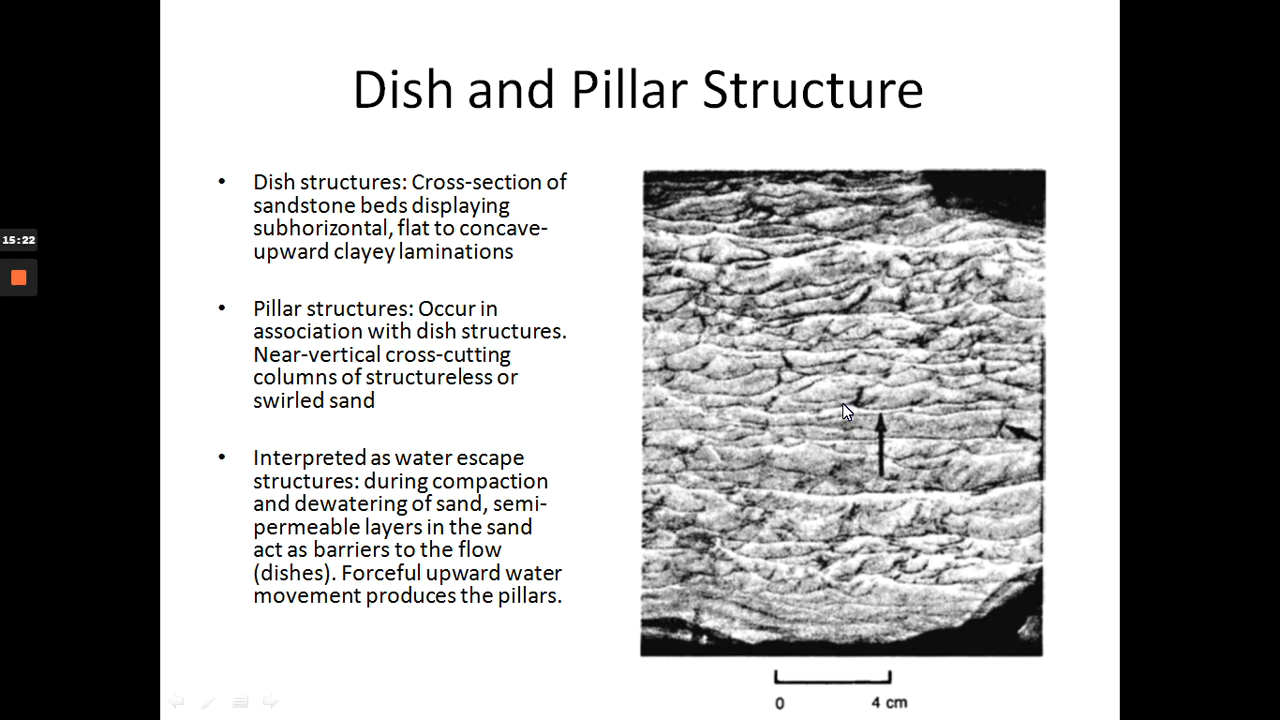 Dish and Pillar Structure
• Dish structures: Cross-section of
sandstone beds displaying
subhorizontal, flat to concave-
upward clayey laminations
15:22
• Pillar structures: Occur in
association with dish structures.
Near-vertical cross-cutting
columns of structureless or
swirled sand
• Interpreted as water escape
structures: during compaction
and dewatering of sand, semi-
permeable layers in the sand
act as barriers to the flow
(dishes). Forceful upward water
movement produces the pillars.
0 4 cm